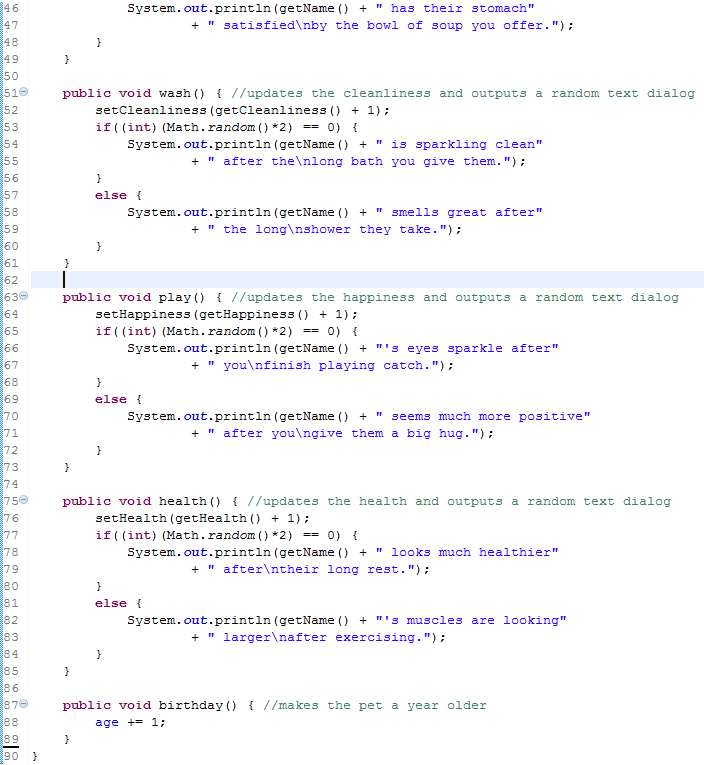 46            System.out.println(getName() + " has their stomach"
47                    + " satisfied\nby the bowl of soup you offer.");
48        }
49    }
50
51    public void wash() { //updates the cleanliness and outputs a random text dialog
52        setCleanliness(getCleanliness() + 1);
53        if((int)(Math.random()*2) == 0) {
54            System.out.println(getName() + " is sparkling clean"
55                    + " after the\nlong bath you give them.");
56        }
57        else {
58            System.out.println(getName() + " smells great after"
59                    + " the long\nshower they take.");
60        }
61    }
62
63    public void play() { //updates the happiness and outputs a random text dialog
64        setHappiness(getHappiness() + 1);
65        if((int)(Math.random()*2) == 0) {
66            System.out.println(getName() + "'s eyes sparkle after"
67                    + " you\nfinish playing catch.");
68        }
69        else {
70            System.out.println(getName() + " seems much more positive"
71                    + " after you\ngive them a big hug.");
72        }
73    }
74
75    public void health() { //updates the health and outputs a random text dialog
76        setHealth(getHealth() + 1);
77        if((int)(Math.random()*2) == 0) {
78            System.out.println(getName() + " looks much healthier"
79                    + " after\ntheir long rest.");
80        }
81        else {
82            System.out.println(getName() + "'s muscles are looking"
83                    + " larger\nafter exercising.");
84        }
85    }
86
87    public void birthday() { //makes the pet a year older
88        age += 1;
89    }
90 }